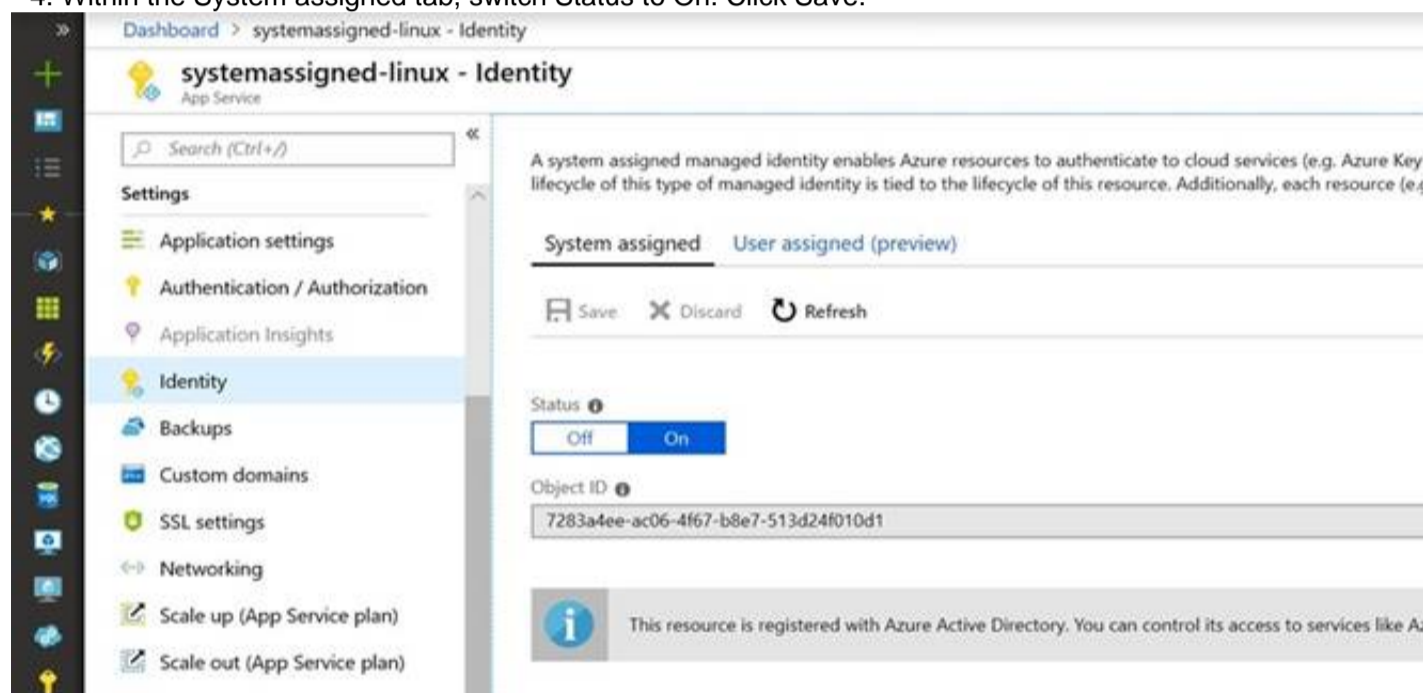 4. Within the System assigned tab, switch Status to On. Click Save.
Dashboard > systemassigned-linux - Identity
systemassigned-linux - Identity
App Service
Search (Ctrl+/)
Settings
Application settings
Authentication / Authorization
Application Insights
Identity
Backups
Custom domains
SSL settings
Networking
Scale up (App Service plan)
Scale out (App Service plan)
A system assigned managed identity enables Azure resources to authenticate to cloud services (e.g. Azure Key
lifecycle of this type of managed identity is tied to the lifecycle of this resource. Additionally, each resource (e.g
System assigned User assigned (preview)
Save Discard Refresh
Status
Off On
Object ID
7283a4ee-ac06-4f67-b8e7-513d24f010d1
This resource is registered with Azure Active Directory. You can control its access to services like Az